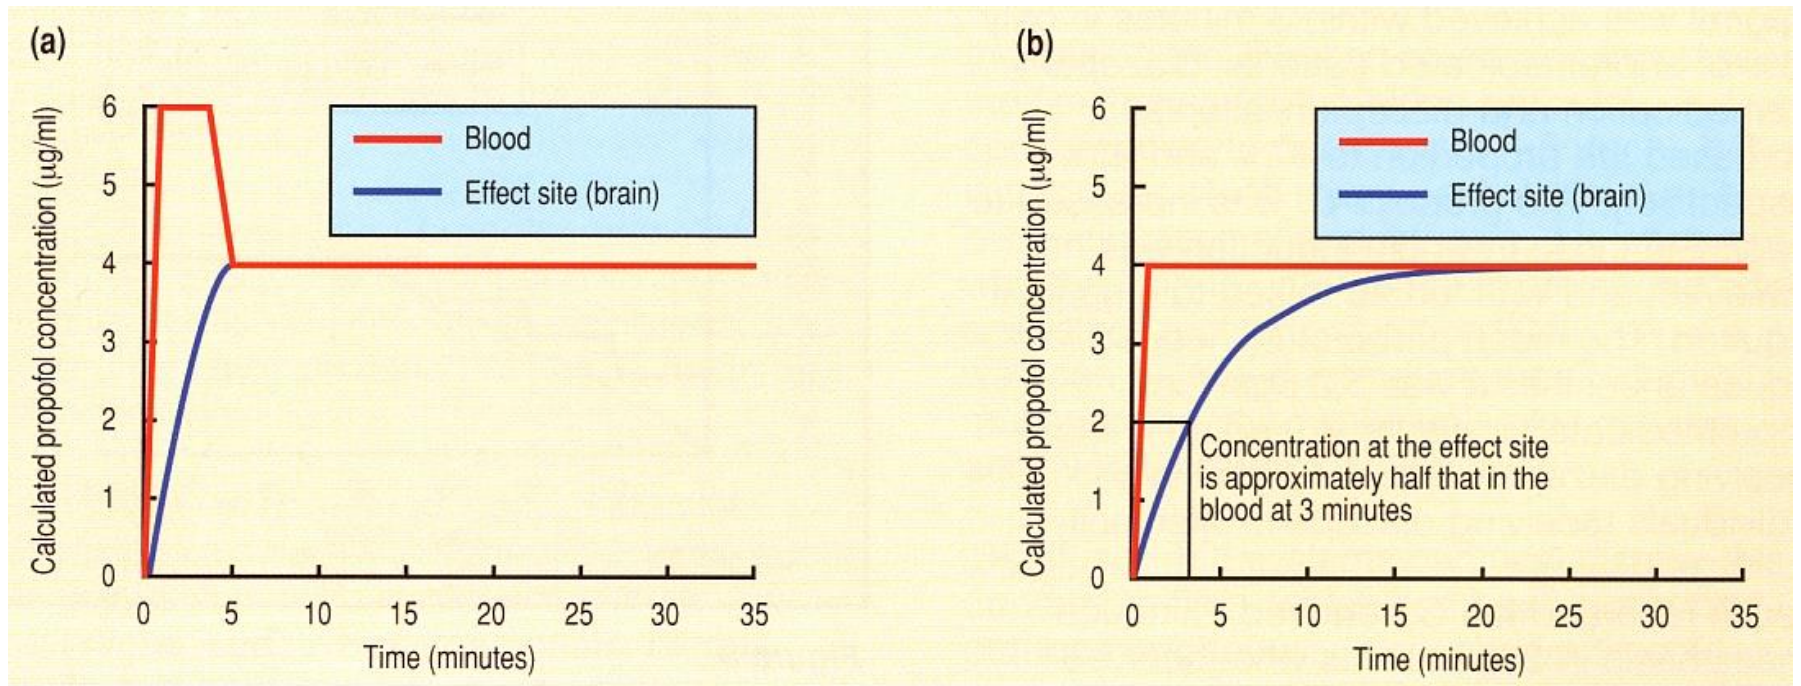 (a)
Calculated propofol concentration (µg/ml)
6
5
4
3
2
1
0
Blood
Effect site (brain)
0 5 10 15 20 25 30 35
Time (minutes)
(b)
Calculated propofol concentration (µg/ml)
6
5
4
3
2
1
0
Blood
Effect site (brain)
Concentration at the effect site
is approximately half that in the
blood at 3 minutes
0 5 10 15 20 25 30 35
Time (minutes)